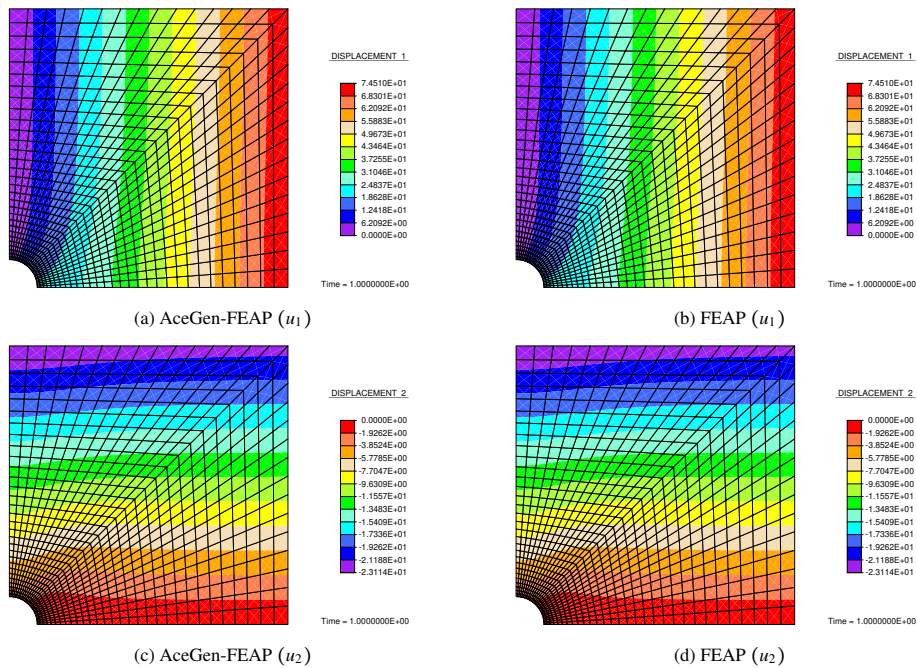 DISPLACEMENT 1
7.4510E+01
6.8301E+01
6.2092E+01
5.5883E+01
4.9673E+01
4.3464E+01
3.7255E+01
3.1046E+01
2.4837E+01
1.8628E+01
1.2418E+01
6.2092E+00
0.0000E+00
Time = 1.0000000E+00
(a) AceGen-FEAP (u1)
DISPLACEMENT 1
7.4510E+01
6.8301E+01
6.2092E+01
5.5883E+01
4.9673E+01
4.3464E+01
3.7255E+01
3.1046E+01
2.4837E+01
1.8628E+01
1.2418E+01
6.2092E+00
0.0000E+00
Time = 1.0000000E+00
(b) FEAP (u1)
DISPLACEMENT 2
0.0000E+00
-1.9262E+00
-3.8524E+00
-5.7785E+00
-7.7047E+00
-9.6309E+00
-1.1557E+01
-1.3483E+01
-1.5409E+01
-1.7336E+01
-1.9262E+01
-2.1188E+01
-2.3114E+01
Time = 1.0000000E+00
(c) AceGen-FEAP (u2)
DISPLACEMENT 2
0.0000E+00
-1.9262E+00
-3.8524E+00
-5.7785E+00
-7.7047E+00
-9.6309E+00
-1.1557E+01
-1.3483E+01
-1.5409E+01
-1.7336E+01
-1.9262E+01
-2.1188E+01
-2.3114E+01
Time = 1.0000000E+00
(d) FEAP (u2)